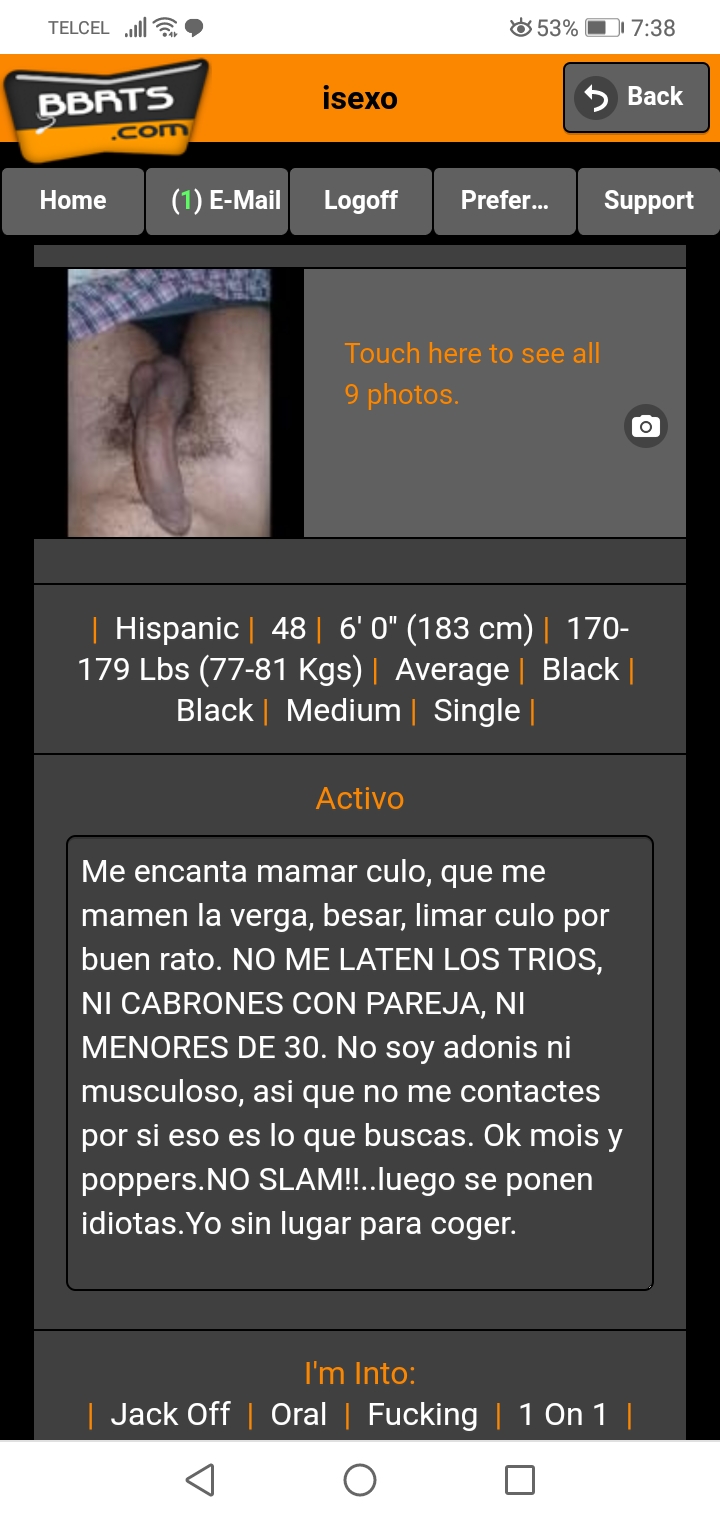 TELCEL 53% 7:38
BBRTS
.com
isexo
Back
Home (1) E-Mail Logoff Prefer... Support
Touch here to see all
9 photos.
| Hispanic | 48 | 6' 0" (183 cm) | 170-
179 Lbs (77-81 Kgs) | Average | Black |
Black | Medium | Single |
Activo
Me encanta mamar culo, que me
mamen la verga, besar, limar culo por
buen rato. NO ME LATEN LOS TRIOS,
NI CABRONES CON PAREJA, NI
MENORES DE 30. No soy adonis ni
musculoso, asi que no me contactes
por si eso es lo que buscas. Ok mois y
poppers.NO SLAM!!..luego se ponen
idiotas.Yo sin lugar para coger.
I'm Into:
| Jack Off | Oral | Fucking | 1 On 1 |